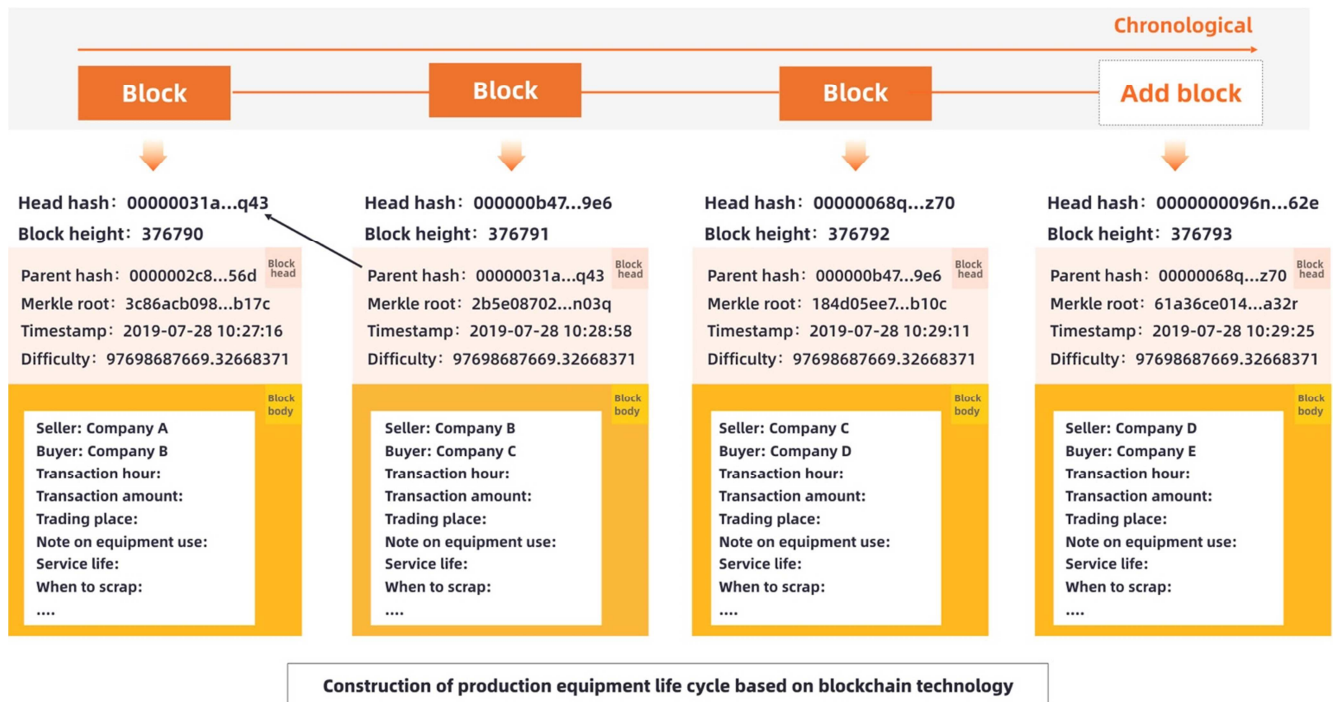 Chronological
Block
Block
Block
Add block
Head hash: 00000031a...q43
Block height: 376790
Block head
Parent hash: 0000002c8...56d
Merkle root: 3c86acb098...b17c
Timestamp: 2019-07-28 10:27:16
Difficulty: 97698687669.32668371
Block body
Seller: Company A
Buyer: Company B
Transaction hour:
Transaction amount:
Trading place:
Note on equipment use:
Service life:
When to scrap:
....
Head hash: 000000b47...9e6
Block height: 376791
Block head
Parent hash: 00000031a...q43
Merkle root: 2b5e08702...n03q
Timestamp: 2019-07-28 10:28:58
Difficulty: 97698687669.32668371
Block body
Seller: Company B
Buyer: Company C
Transaction hour:
Transaction amount:
Trading place:
Note on equipment use:
Service life:
When to scrap:
....
Head hash: 00000068q...z70
Block height: 376792
Block head
Parent hash: 000000b47...9e6
Merkle root: 184d05ee7...b10c
Timestamp: 2019-07-28 10:29:11
Difficulty: 97698687669.32668371
Block body
Seller: Company C
Buyer: Company D
Transaction hour:
Transaction amount:
Trading place:
Note on equipment use:
Service life:
When to scrap:
....
Head hash: 0000000096n...62e
Block height: 376793
Block head
Parent hash: 00000068q...z70
Merkle root: 61a36ce014...a32r
Timestamp: 2019-07-28 10:29:25
Difficulty: 97698687669.32668371
Block body
Seller: Company D
Buyer: Company E
Transaction hour:
Transaction amount:
Trading place:
Note on equipment use:
Service life:
When to scrap:
....
Construction of production equipment life cycle based on blockchain technology